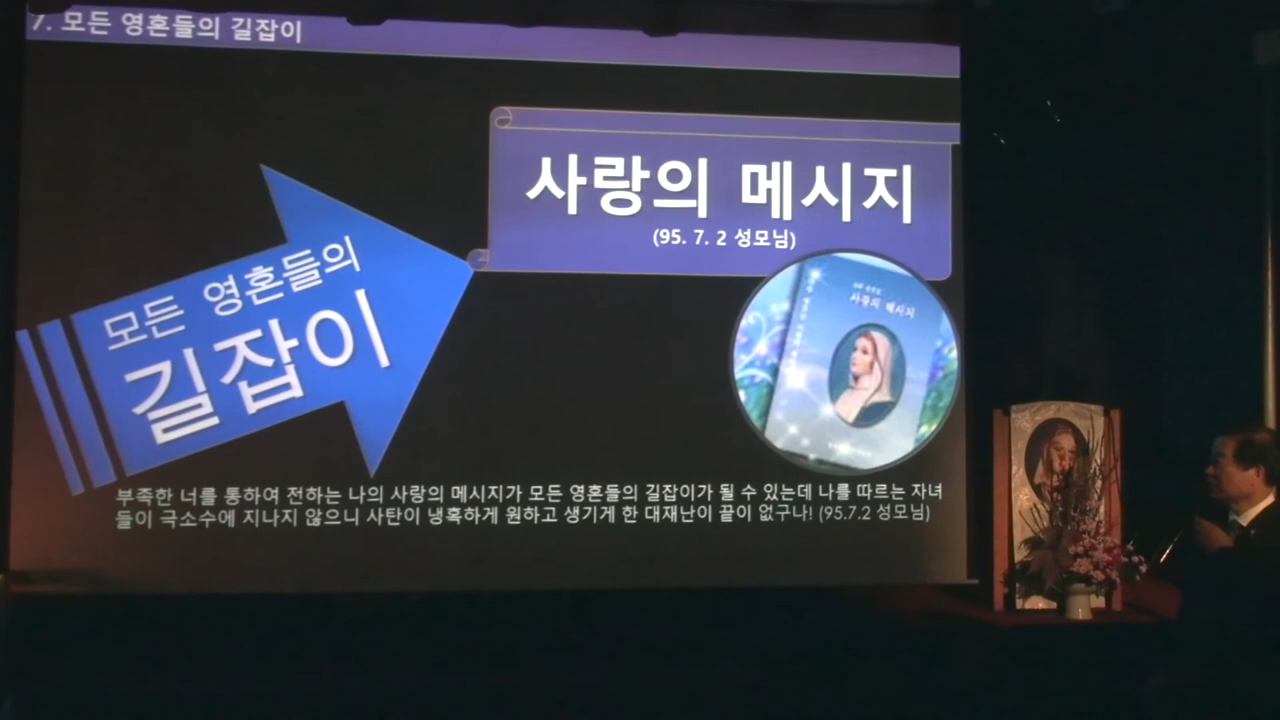 7. 모든 영혼들의 길잡이
사랑의 메시지
(95. 7. 2 성모님)
모든 영혼들의
길잡이
사랑의 메시지
부족한 너를 통하여 전하는 나의 사랑의 메시지가 모든 영혼들의 길잡이가 될 수 있는데 나를 따르는 자녀
들이 극소수에 지나지 않으니 사탄이 냉혹하게 원하고 생기게 한 대재난이 끝이 없구나! (95.7.2 성모님)